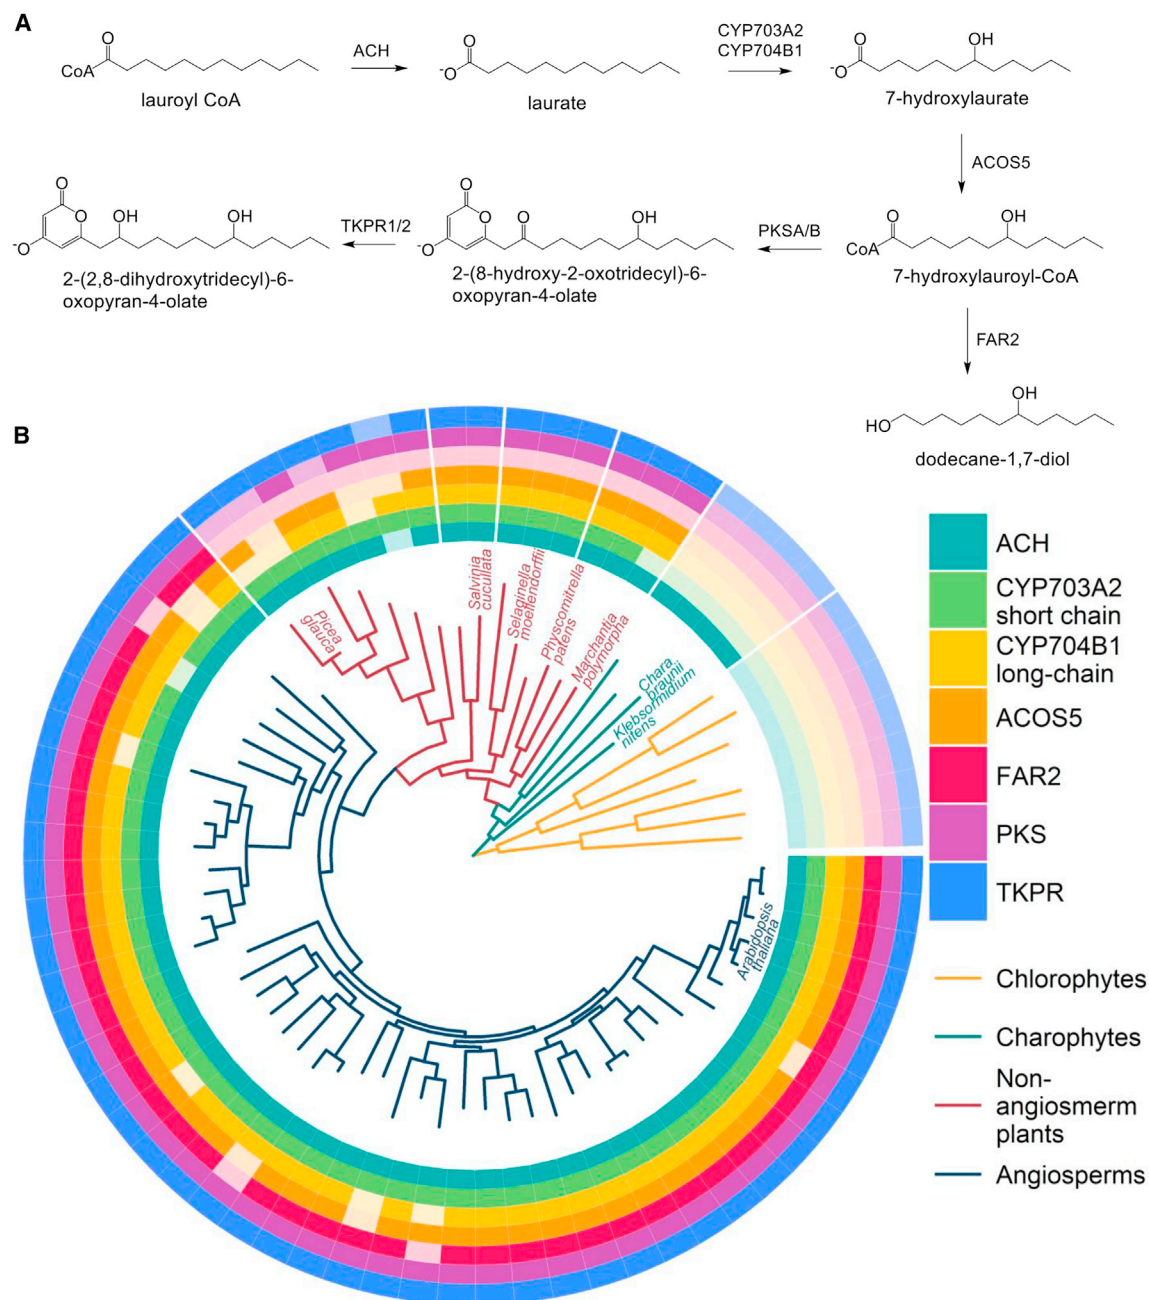 A
O
CoA
lauroyl CoA
ACH
O
-O
laurate
CYP703A2
CYP704B1
O
-O
OH
7-hydroxylaurate
ACOS5
O
CoA
OH
7-hydroxylauroyl-CoA
PKSA/B
O
O
O
-O
OH
2-(8-hydroxy-2-oxotridecyl)-6-
oxopyran-4-olate
TKPR1/2
O
O
OH
OH
-O
2-(2,8-dihydroxytridecyl)-6-
oxopyran-4-olate
FAR2
HO
OH
dodecane-1,7-diol
B
Picea
glauca
Salvinia
cucullata
Selaginella
moellendorffii
Physcomitrella
patens
Marchantia
polymorpha
Chara
braunii
Klebsormidium
nitens
Arabidopsis
thaliana
ACH
CYP703A2
short chain
CYP704B1
long-chain
ACOS5
FAR2
PKS
TKPR
Chlorophytes
Charophytes
Non-
angiosmerm
plants
Angiosperms